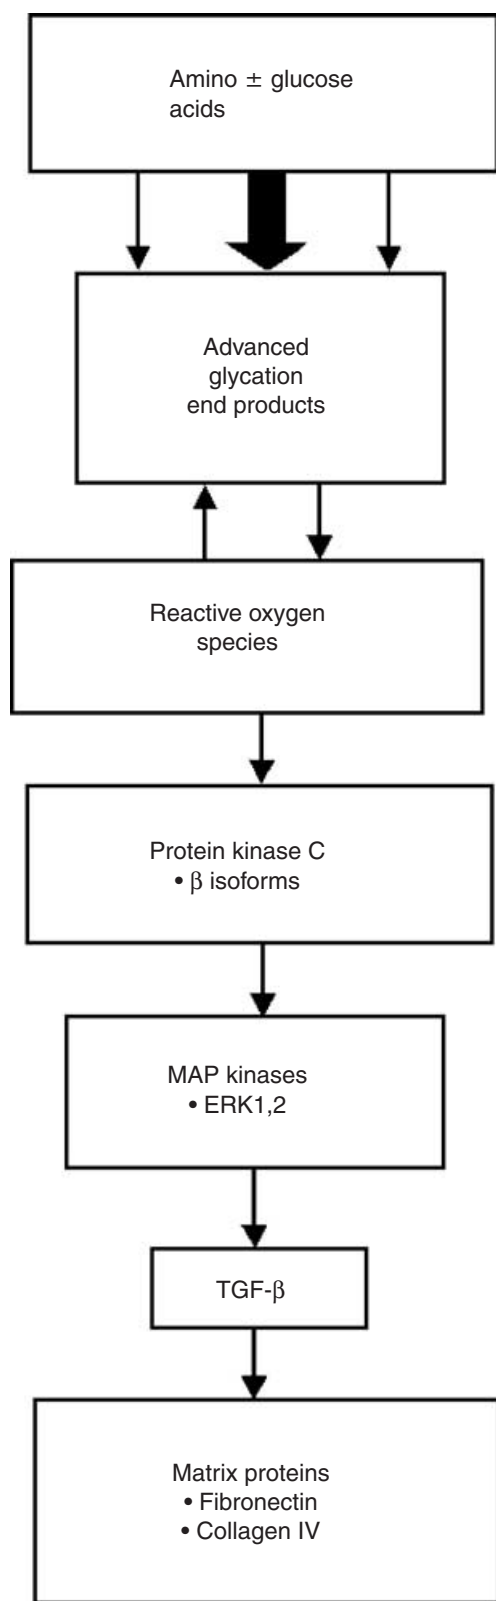 Amino ± glucose
acids
Advanced
glycation
end products
Reactive oxygen
species
Protein kinase C
• β isoforms
MAP kinases
• ERK1,2
TGF-β
Matrix proteins
• Fibronectin
• Collagen IV